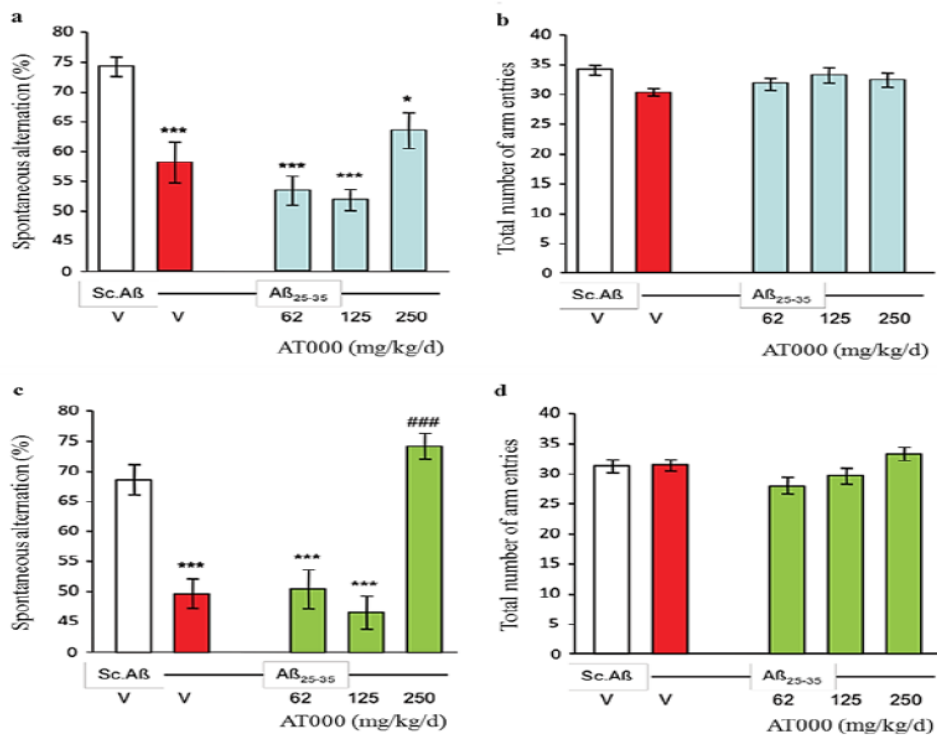 a
Spontaneous alternation (%)
80
75
70
65
60
55
50
45
0
***
***
***
*
Sc.Aß
Aß25-35
V
V
62
125
250
AT000 (mg/kg/d)
b
Total number of arm entries
40
35
30
25
20
15
10
5
0
Sc.Aß
Aß25-35
V
V
62
125
250
AT000 (mg/kg/d)
c
Spontaneous alternation (%)
80
75
70
65
60
55
50
45
0
***
***
***
###
Sc.Aß
Aß25-35
V
V
62
125
250
AT000 (mg/kg/d)
d
Total number of arm entries
40
35
30
25
20
15
10
5
0
Sc.Aß
Aß25-35
V
V
62
125
250
AT000 (mg/kg/d)